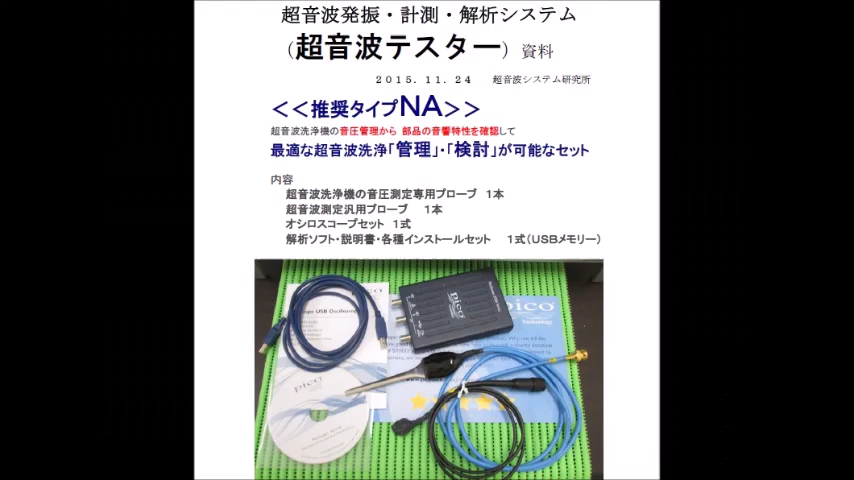 超音波発振・計測・解析システム
（超音波テスター）資料
２０１５．１１．２４　超音波システム研究所
＜＜推奨タイプＮＡ＞＞
超音波洗浄機の音圧管理から 部品の音響特性を確認して
最適な超音波洗浄「管理」・「検討」が可能なセット
内容
超音波洗浄機の音圧測定専用プローブ　１本
超音波測定汎用プローブ　１本
オシロスコープセット　１式
解析ソフト・説明書・各種インストールセット　１式（ＵＳＢメモリー）
pico
pico
pico
Technology
pico